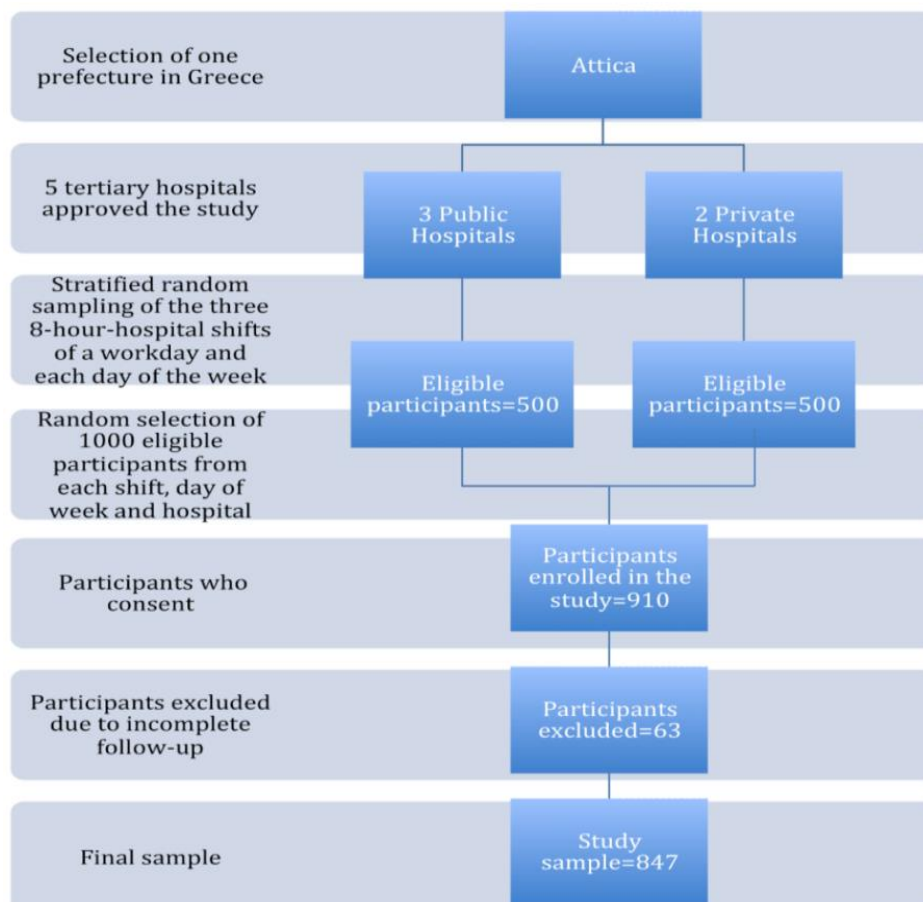 Selection of one
prefecture in Greece
Attica
5 tertiary hospitals
approved the study
3 Public
Hospitals
2 Private
Hospitals
Stratified random
sampling of the three
8-hour-hospital shifts
of a workday and
each day of the week
Eligible
participants=500
Eligible
participants=500
Random selection of
1000 eligible
participants from
each shift, day of
week and hospital
Participants who
consent
Participants
enrolled in the
study=910
Participants excluded
due to incomplete
follow-up
Participants
excluded=63
Final sample
Study
sample=847